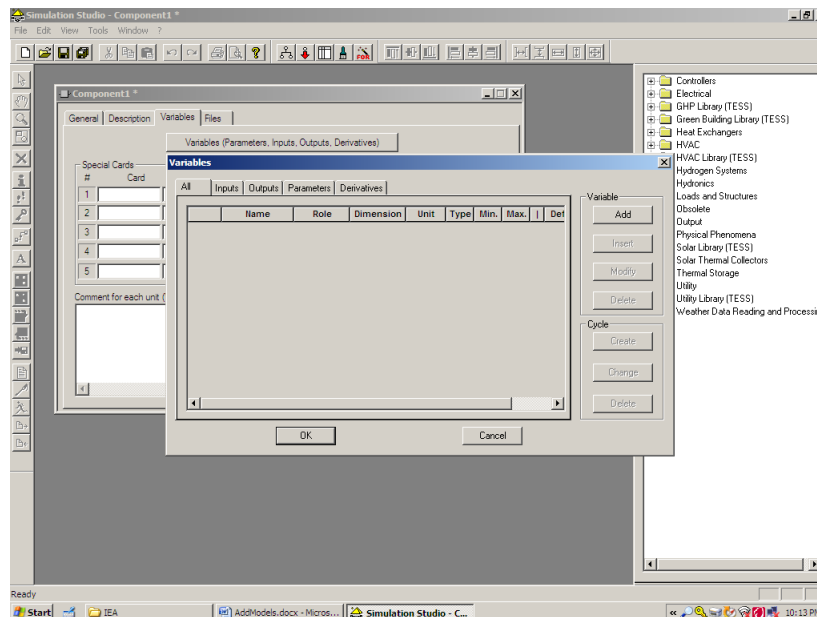 Simulation Studio - Component1 *
File Edit View Tools Window ?
FOR
Component1 *
General Description Variables Files
Variables (Parameters, Inputs, Outputs, Derivatives)
Special Cards
# Card
1
2
3
4
5
Comment for each unit (
Variables
All Inputs Outputs Parameters Derivatives
Name Role Dimension Unit Type Min. Max. | Def
Variable
Add
Insert
Modify
Delete
Cycle
Create
Change
Delete
OK Cancel
Controllers
Electrical
GHP Library (TESS)
Green Building Library (TESS)
Heat Exchangers
HVAC
HVAC Library (TESS)
Hydrogen Systems
Hydronics
Loads and Structures
Obsolete
Output
Physical Phenomena
Solar Library (TESS)
Solar Thermal Collectors
Thermal Storage
Utility
Utility Library (TESS)
Weather Data Reading and Processi
Ready
Start IEA AddModels.docx - Micros... Simulation Studio - C... « 10:13 PM